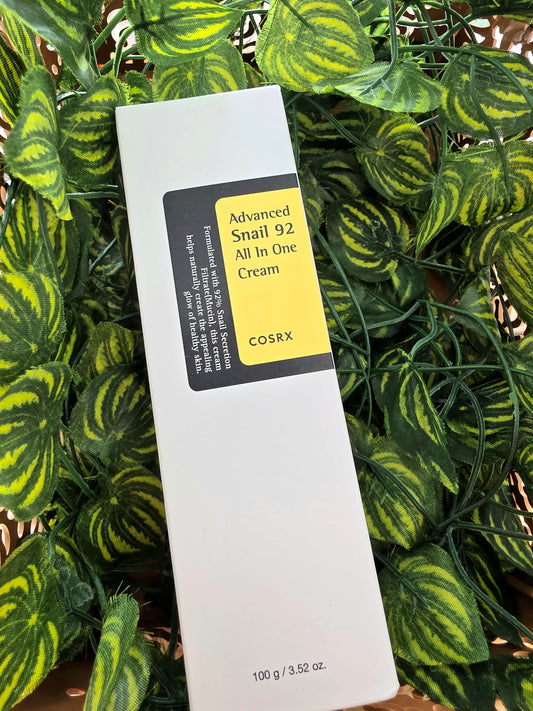 Advanced
Snail 92
All In One
Cream
COSRX
Formulated with 92% Snail Secretion
Filtrate(Mucin), this cream
helps naturally create the appealing
glow of healthy skin.
100 g / 3.52 oz.